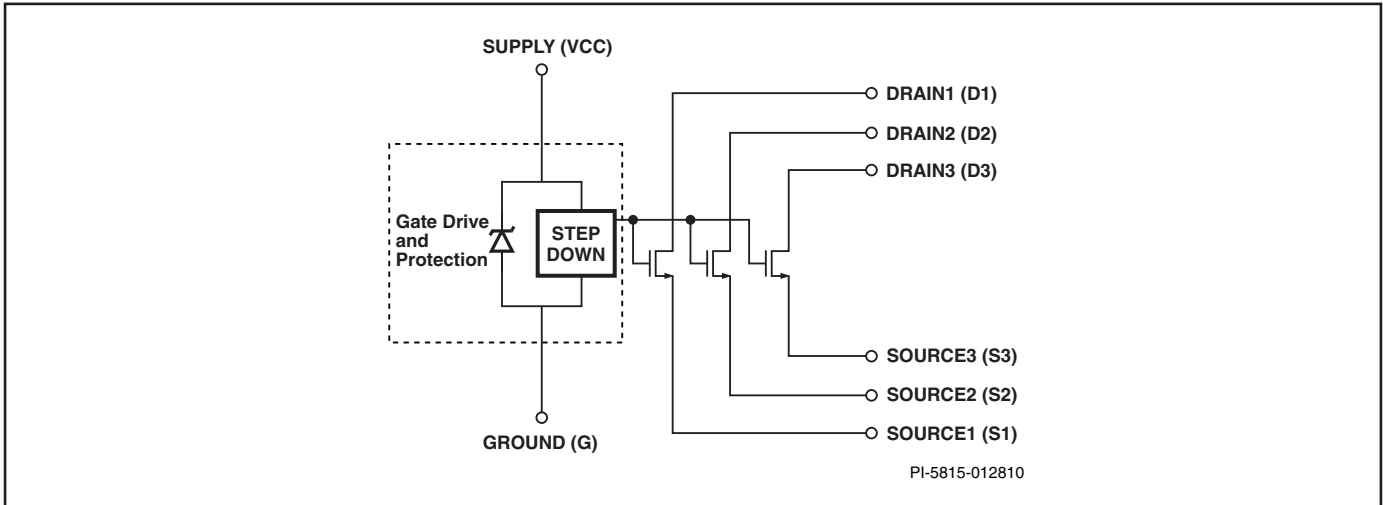 SUPPLY (VCC)
DRAIN1 (D1)
DRAIN2 (D2)
DRAIN3 (D3)
Gate Drive
and
Protection
STEP
DOWN
SOURCE3 (S3)
SOURCE2 (S2)
SOURCE1 (S1)
GROUND (G)
PI-5815-012810